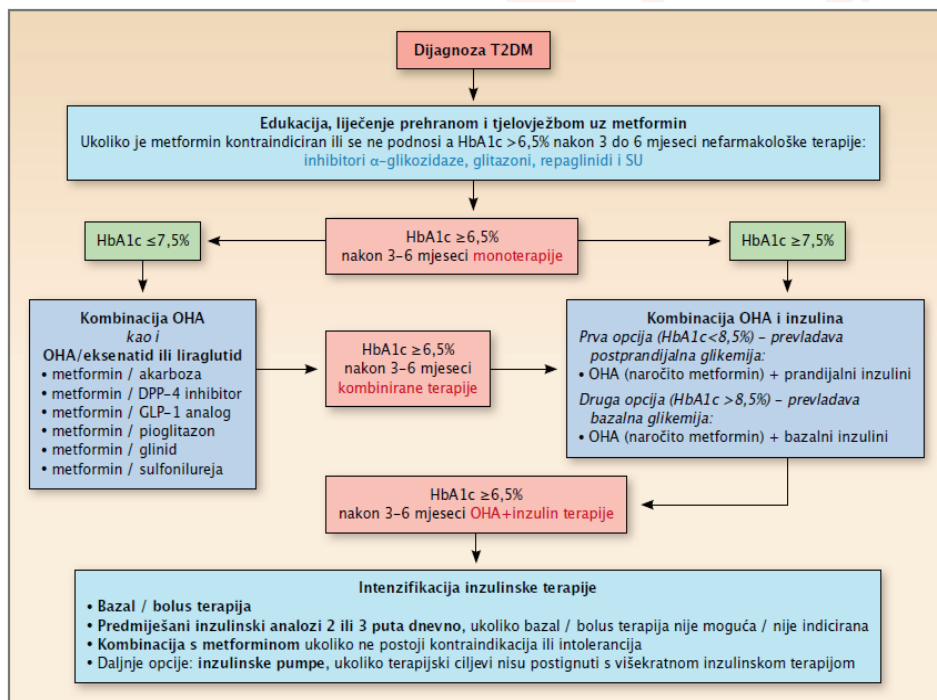 Dijagnoza T2DM
Edukacija, liječenje prehranom i tjelovježbom uz metformin
Ukoliko je metformin kontraindiciran ili se ne podnosi a HbA1c >6,5% nakon 3 do 6 mjeseci nefarmakološke terapije:
inhibitori α-glikozidaze, glitazoni, repaglinidi i SU
HbA1c ≤7,5%
HbA1c ≥6,5%
nakon 3–6 mjeseci monoterapije
HbA1c ≥7,5%
Kombinacija OHA
kao i
OHA/eksenatid ili liraglutid
• metformin / akarboza
• metformin / DPP-4 inhibitor
• metformin / GLP-1 analog
• metformin / pioglitazon
• metformin / glinid
• metformin / sulfonilureja
HbA1c ≥6,5%
nakon 3–6 mjeseci
kombinirane terapije
Kombinacija OHA i inzulina
Prva opcija (HbA1c<8,5%) – prevladava
postprandijalna glikemija:
• OHA (naročito metformin) + prandijalni inzulini
Druga opcija (HbA1c >8,5%) – prevladava
bazalna glikemija:
• OHA (naročito metformin) + bazalni inzulini
HbA1c ≥6,5%
nakon 3–6 mjeseci OHA+inzulin terapije
Intenzifikacija inzulinske terapije
• Bazal / bolus terapija
• Predmiješani inzulinski analozi 2 ili 3 puta dnevno, ukoliko bazal / bolus terapija nije moguća / nije indicirana
• Kombinacija s metforminom ukoliko ne postoji kontraindikacija ili intolerancija
• Daljnje opcije: inzulinske pumpe, ukoliko terapijski ciljevi nisu postignuti s višekratnom inzulinskom terapijom